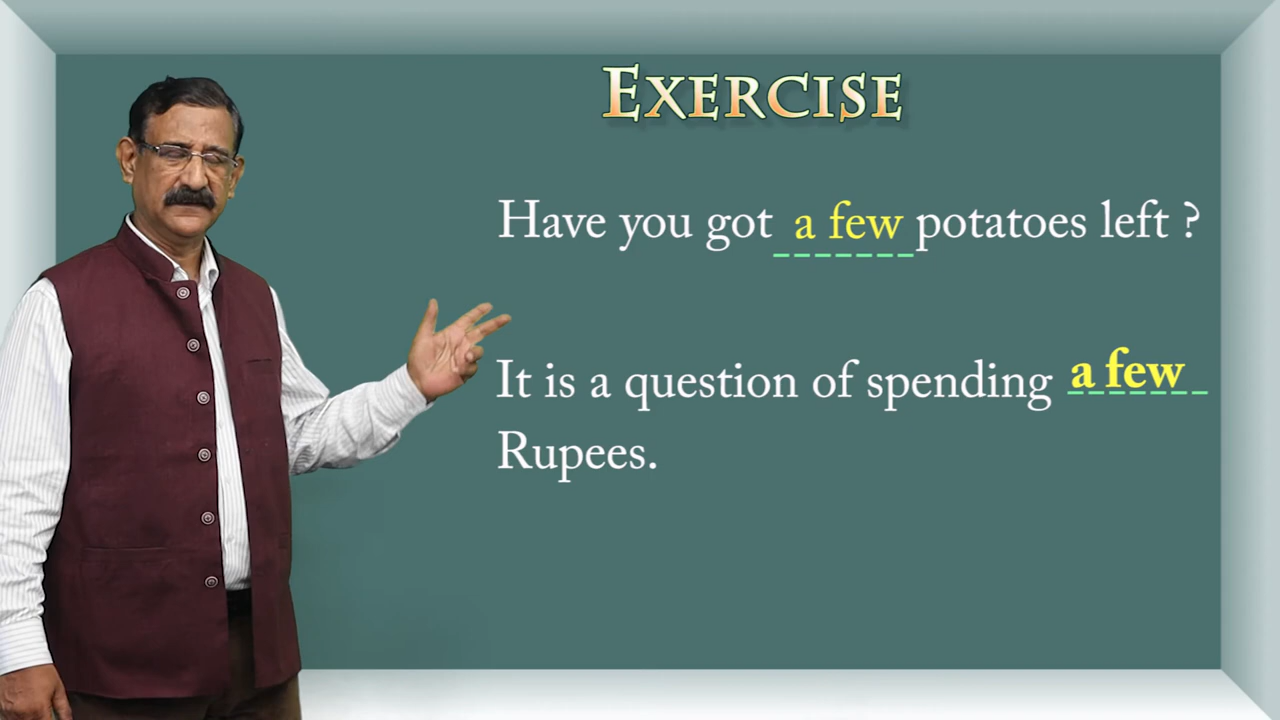 EXERCISE
Have you got a few potatoes left ?
It is a question of spending a few
Rupees.